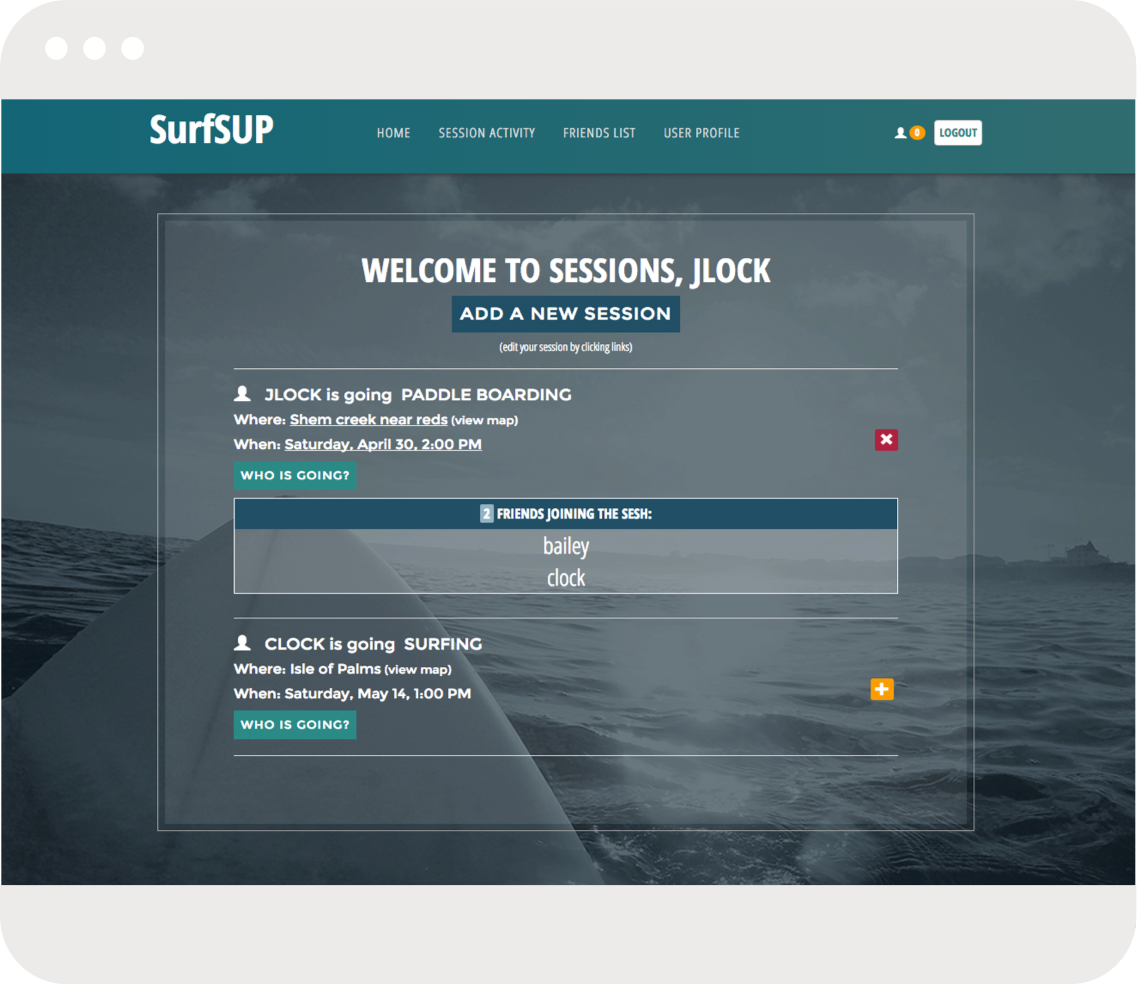 SurfSUP
HOME SESSION ACTIVITY FRIENDS LIST USER PROFILE
0 LOGOUT
WELCOME TO SESSIONS, JLOCK
ADD A NEW SESSION
(edit your session by clicking links)
JLOCK is going PADDLE BOARDING
Where: Shem creek near reds (view map)
When: Saturday, April 30, 2:00 PM
WHO IS GOING?
2 FRIENDS JOINING THE SESH:
bailey
clock
CLOCK is going SURFING
Where: Isle of Palms (view map)
When: Saturday, May 14, 1:00 PM
WHO IS GOING?